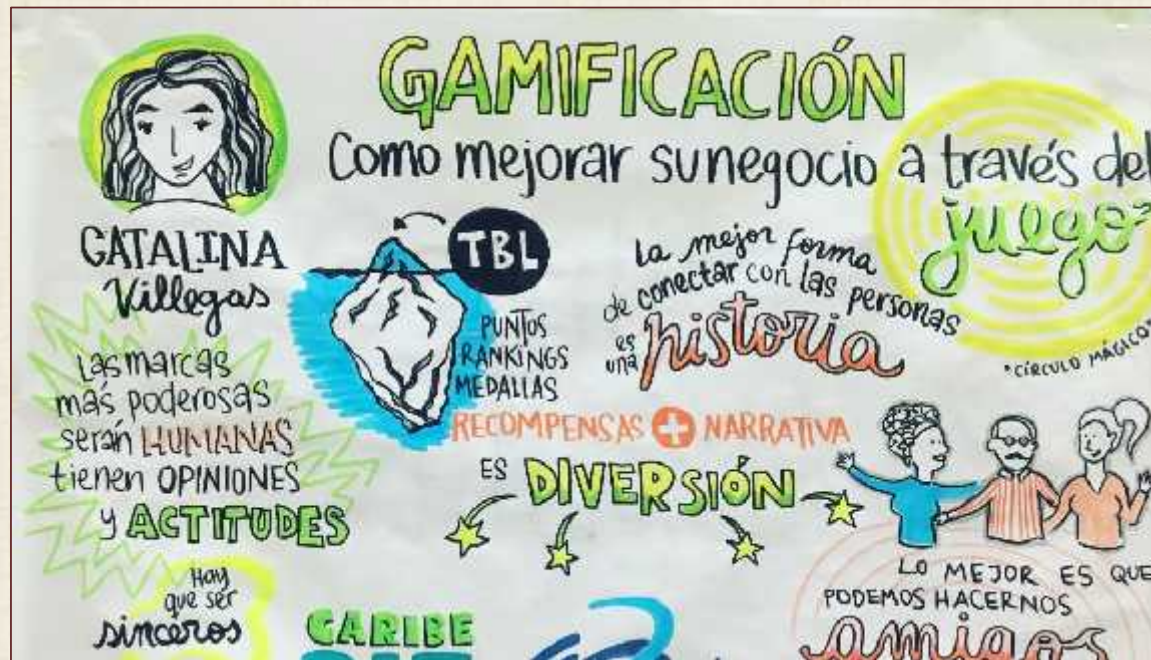 GAMIFICACIÓN
Como mejorar su negocio a través del
juego
CATALINA
Villegas
Las marcas
más poderosas
serán HUMANAS
tienen OPINIONES
y ACTITUDES
Hay
que ser
sinceros
TBL
PUNTOS
RANKINGS
MEDALLAS
RECOMPENSAS + NARRATIVA
ES DIVERSIÓN
La mejor forma
de conectar con las personas
es
una historia
*CÍRCULO MÁGICO*
LO MEJOR ES QUE
PODEMOS HACERNOS
amigos
CARIBE